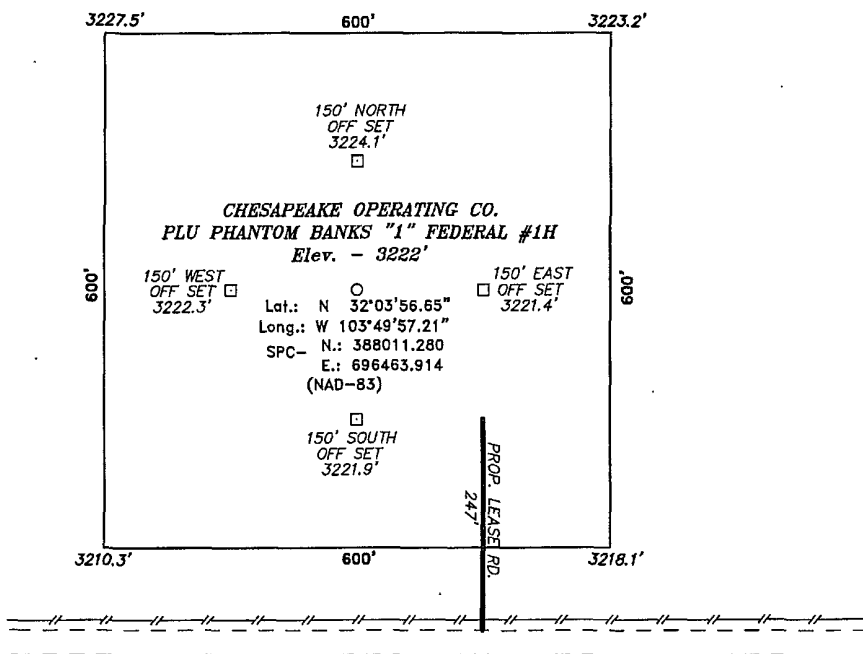 3227.5'
600'
3223.2'
150' NORTH
OFF SET
3224.1'
CHESAPEAKE OPERATING CO.
PLU PHANTOM BANKS "1" FEDERAL #1H
Elev. - 3222'
600'
150' WEST
OFF SET
3222.3'
150' EAST
OFF SET
3221.4'
600'
Lat.: N 32°03'56.65"
Long.: W 103°49'57.21"
SPC- N.: 388011.280
E.: 696463.914
(NAD-83)
150' SOUTH
OFF SET
3221.9'
PROP. LEASE RD.
247'
3210.3'
600'
3218.1'